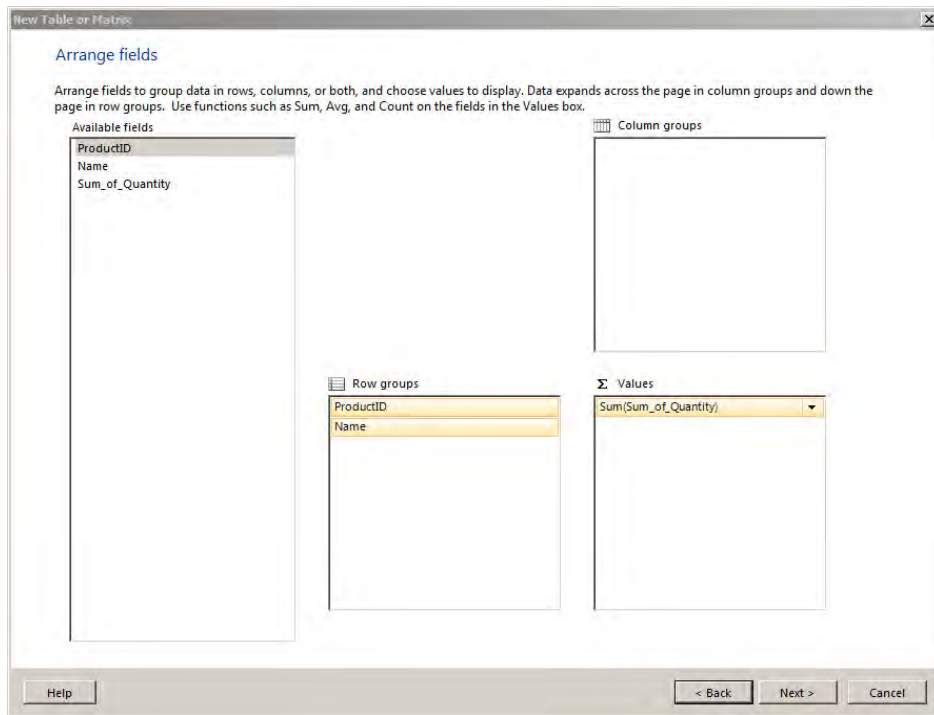 New Table or Matrix
Arrange fields
Arrange fields to group data in rows, columns, or both, and choose values to display. Data expands across the page in column groups and down the
page in row groups. Use functions such as Sum, Avg, and Count on the fields in the Values box.
Available fields
ProductID
Name
Sum_of_Quantity
Column groups
Row groups
ProductID
Name
Σ Values
Sum(Sum_of_Quantity)
Help
< Back
Next >
Cancel